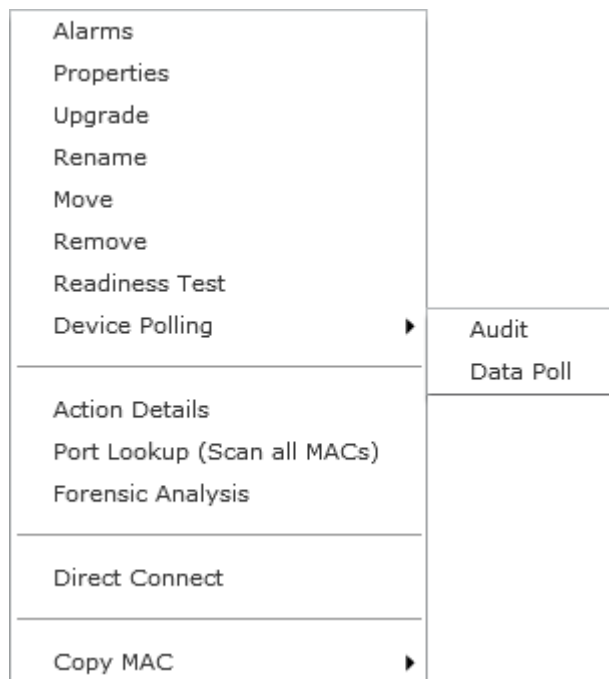 Alarms
Properties
Upgrade
Rename
Move
Remove
Readiness Test
Device Polling
Audit
Data Poll
Action Details
Port Lookup (Scan all MACs)
Forensic Analysis
Direct Connect
Copy MAC